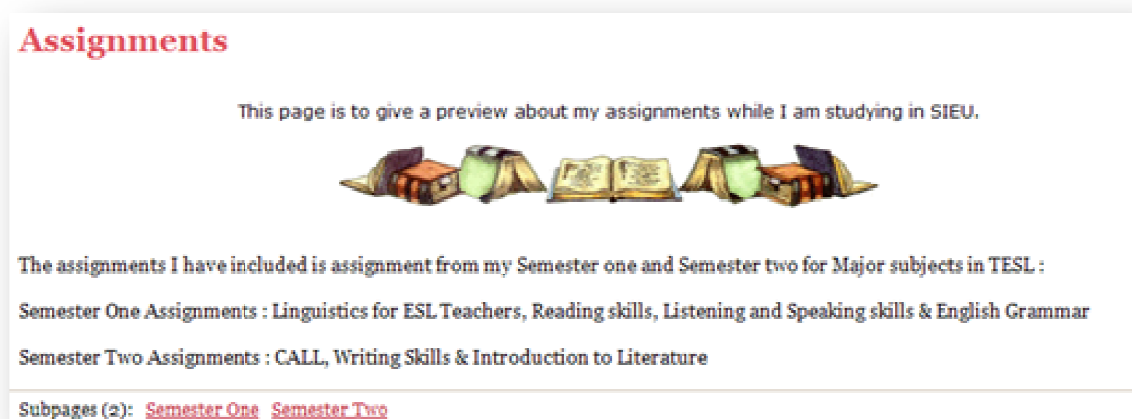 Assignments
This page is to give a preview about my assignments while I am studying in SIEU.
The assignments I have included is assignment from my Semester one and Semester two for Major subjects in TESL :
Semester One Assignments : Linguistics for ESL Teachers, Reading skills, Listening and Speaking skills & English Grammar
Semester Two Assignments : CALL, Writing Skills & Introduction to Literature
Subpages (2): Semester One Semester Two